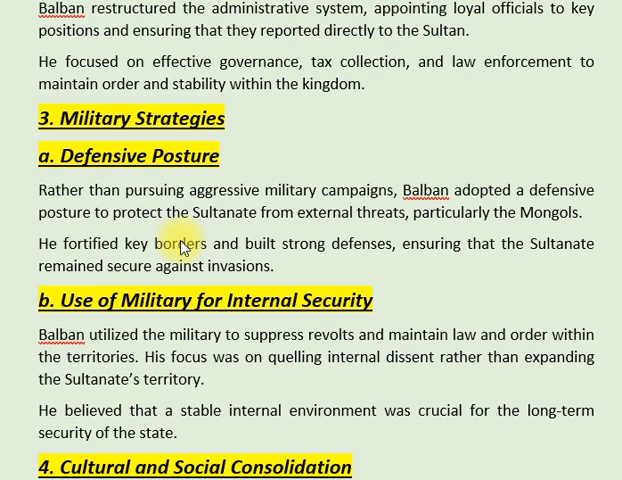 Balban restructured the administrative system, appointing loyal officials to key
positions and ensuring that they reported directly to the Sultan.
He focused on effective governance, tax collection, and law enforcement to
maintain order and stability within the kingdom.
3. Military Strategies
a. Defensive Posture
Rather than pursuing aggressive military campaigns, Balban adopted a defensive
posture to protect the Sultanate from external threats, particularly the Mongols.
He fortified key borders and built strong defenses, ensuring that the Sultanate
remained secure against invasions.
b. Use of Military for Internal Security
Balban utilized the military to suppress revolts and maintain law and order within
the territories. His focus was on quelling internal dissent rather than expanding
the Sultanate’s territory.
He believed that a stable internal environment was crucial for the long-term
security of the state.
4. Cultural and Social Consolidation